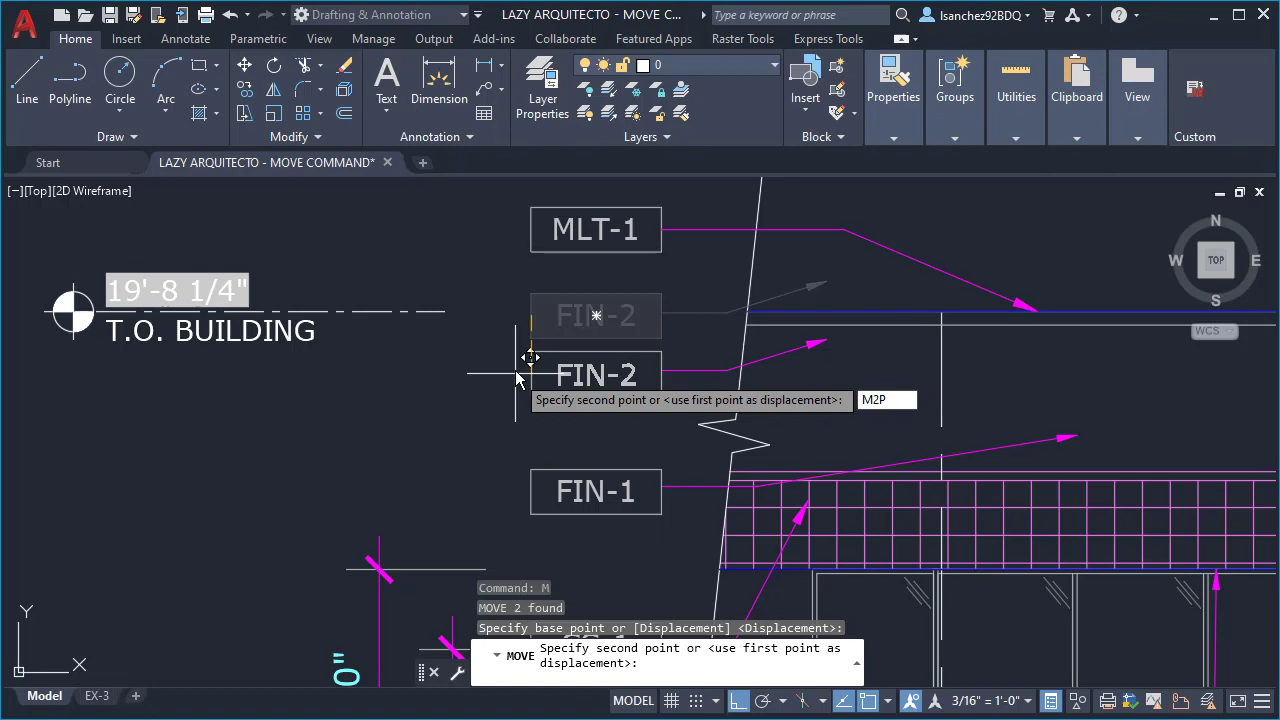 Drafting & Annotation
LAZY ARQUITECTO - MOVE C...
Type a keyword or phrase
lsanchez92BDQ
Home Insert Annotate Parametric View Manage Output Add-ins Collaborate Featured Apps Raster Tools Express Tools
0
Line Polyline Circle Arc
Text Dimension
Layer Properties
Insert
Properties Groups Utilities Clipboard View
Draw Modify Annotation Layers Block Custom
Start
LAZY ARQUITECTO - MOVE COMMAND*
[−][Top][2D Wireframe]
N
W TOP E
S
WCS
MLT-1
19'-8 1/4"
T.O. BUILDING
FIN-2
FIN-2
Specify second point or <use first point as displacement>: M2P
FIN-1
Command: M
MOVE 2 found
Specify base point or [Displacement] <Displacement>:
MOVE Specify second point or <use first point as
displacement>:
0"
Y
X
Model EX-3
MODEL
3/16" = 1'-0"